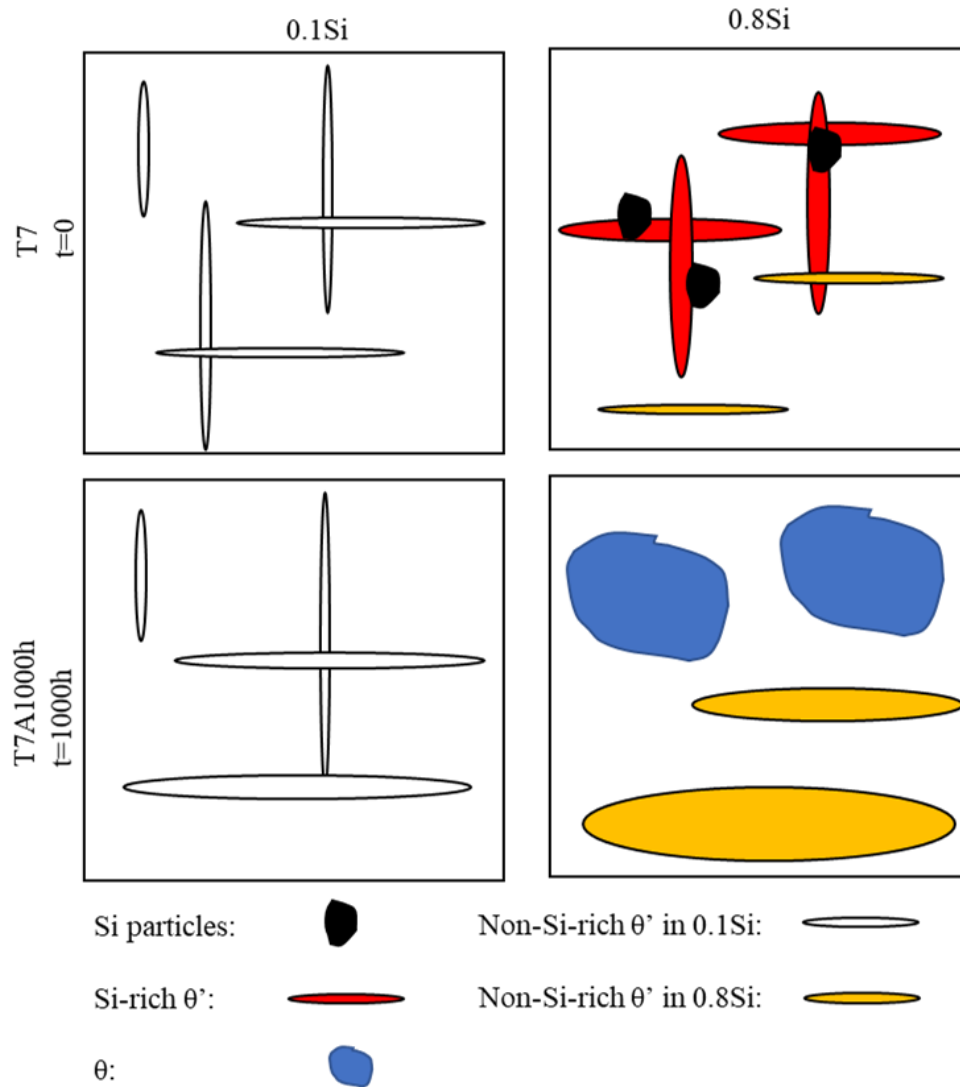 0.1Si
0.8Si
T7
t=0
T7A1000h
t=1000h
Si particles:
Non-Si-rich θ’ in 0.1Si:
Si-rich θ’:
Non-Si-rich θ’ in 0.8Si:
θ: